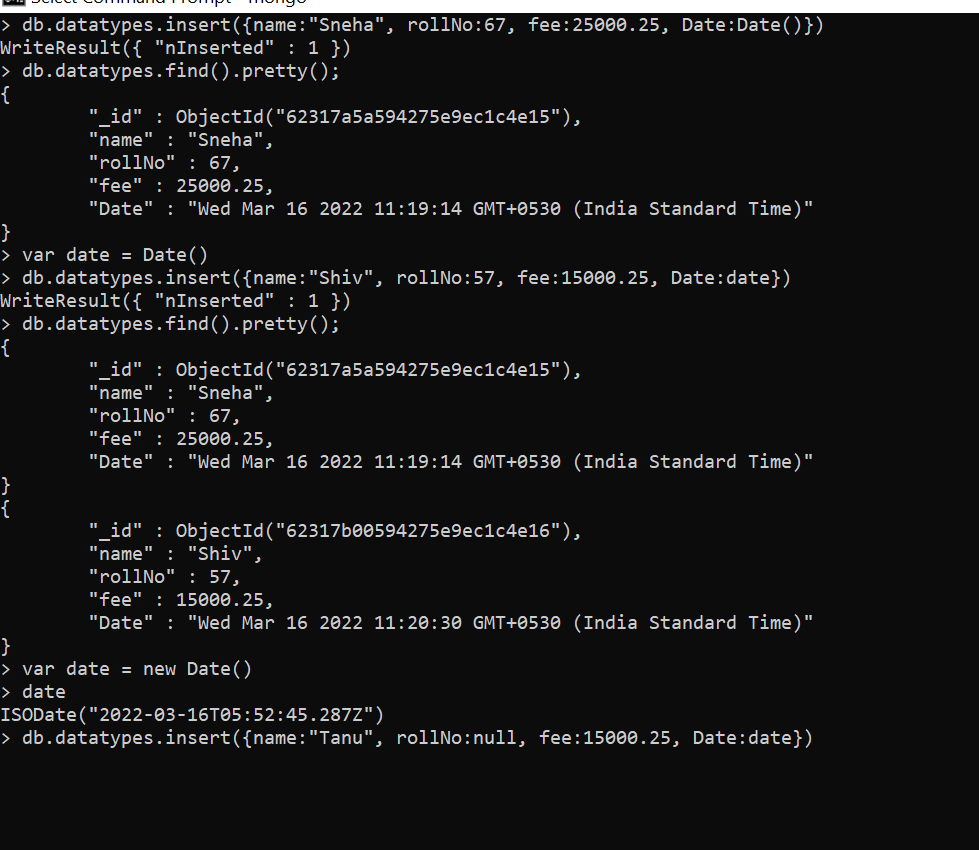 Select Command Prompt - mongo
> db.datatypes.insert({name:"Sneha", rollNo:67, fee:25000.25, Date:Date()})
WriteResult({ "nInserted" : 1 })
> db.datatypes.find().pretty();
{
        "_id" : ObjectId("62317a5a594275e9ec1c4e15"),
        "name" : "Sneha",
        "rollNo" : 67,
        "fee" : 25000.25,
        "Date" : "Wed Mar 16 2022 11:19:14 GMT+0530 (India Standard Time)"
}
> var date = Date()
> db.datatypes.insert({name:"Shiv", rollNo:57, fee:15000.25, Date:date})
WriteResult({ "nInserted" : 1 })
> db.datatypes.find().pretty();
{
        "_id" : ObjectId("62317a5a594275e9ec1c4e15"),
        "name" : "Sneha",
        "rollNo" : 67,
        "fee" : 25000.25,
        "Date" : "Wed Mar 16 2022 11:19:14 GMT+0530 (India Standard Time)"
}
{
        "_id" : ObjectId("62317b00594275e9ec1c4e16"),
        "name" : "Shiv",
        "rollNo" : 57,
        "fee" : 15000.25,
        "Date" : "Wed Mar 16 2022 11:20:30 GMT+0530 (India Standard Time)"
}
> var date = new Date()
> date
ISODate("2022-03-16T05:52:45.287Z")
> db.datatypes.insert({name:"Tanu", rollNo:null, fee:15000.25, Date:date})